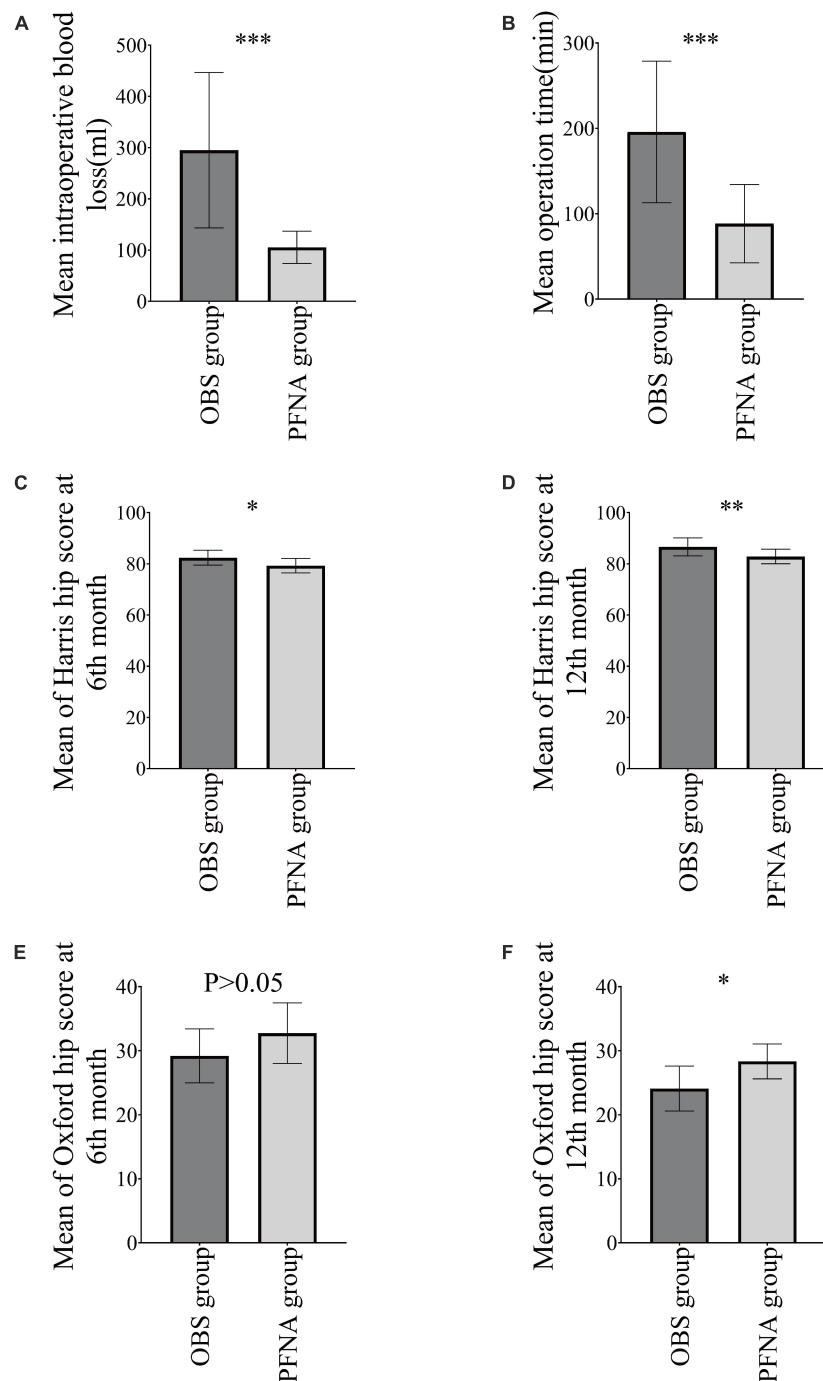 A
Mean intraoperative blood
loss(ml)
500
400
300
200
100
0
***
OBS group
PFNA group
B
Mean operation time(min)
300
200
100
0
***
OBS group
PFNA group
C
Mean of Harris hip score at
6th month
100
80
60
40
20
0
*
OBS group
PFNA group
D
Mean of Harris hip score at
12th month
100
80
60
40
20
0
**
OBS group
PFNA group
E
Mean of Oxford hip score at
6th month
40
30
20
10
0
P>0.05
OBS group
PFNA group
F
Mean of Oxford hip score at
12th month
40
30
20
10
0
*
OBS group
PFNA group